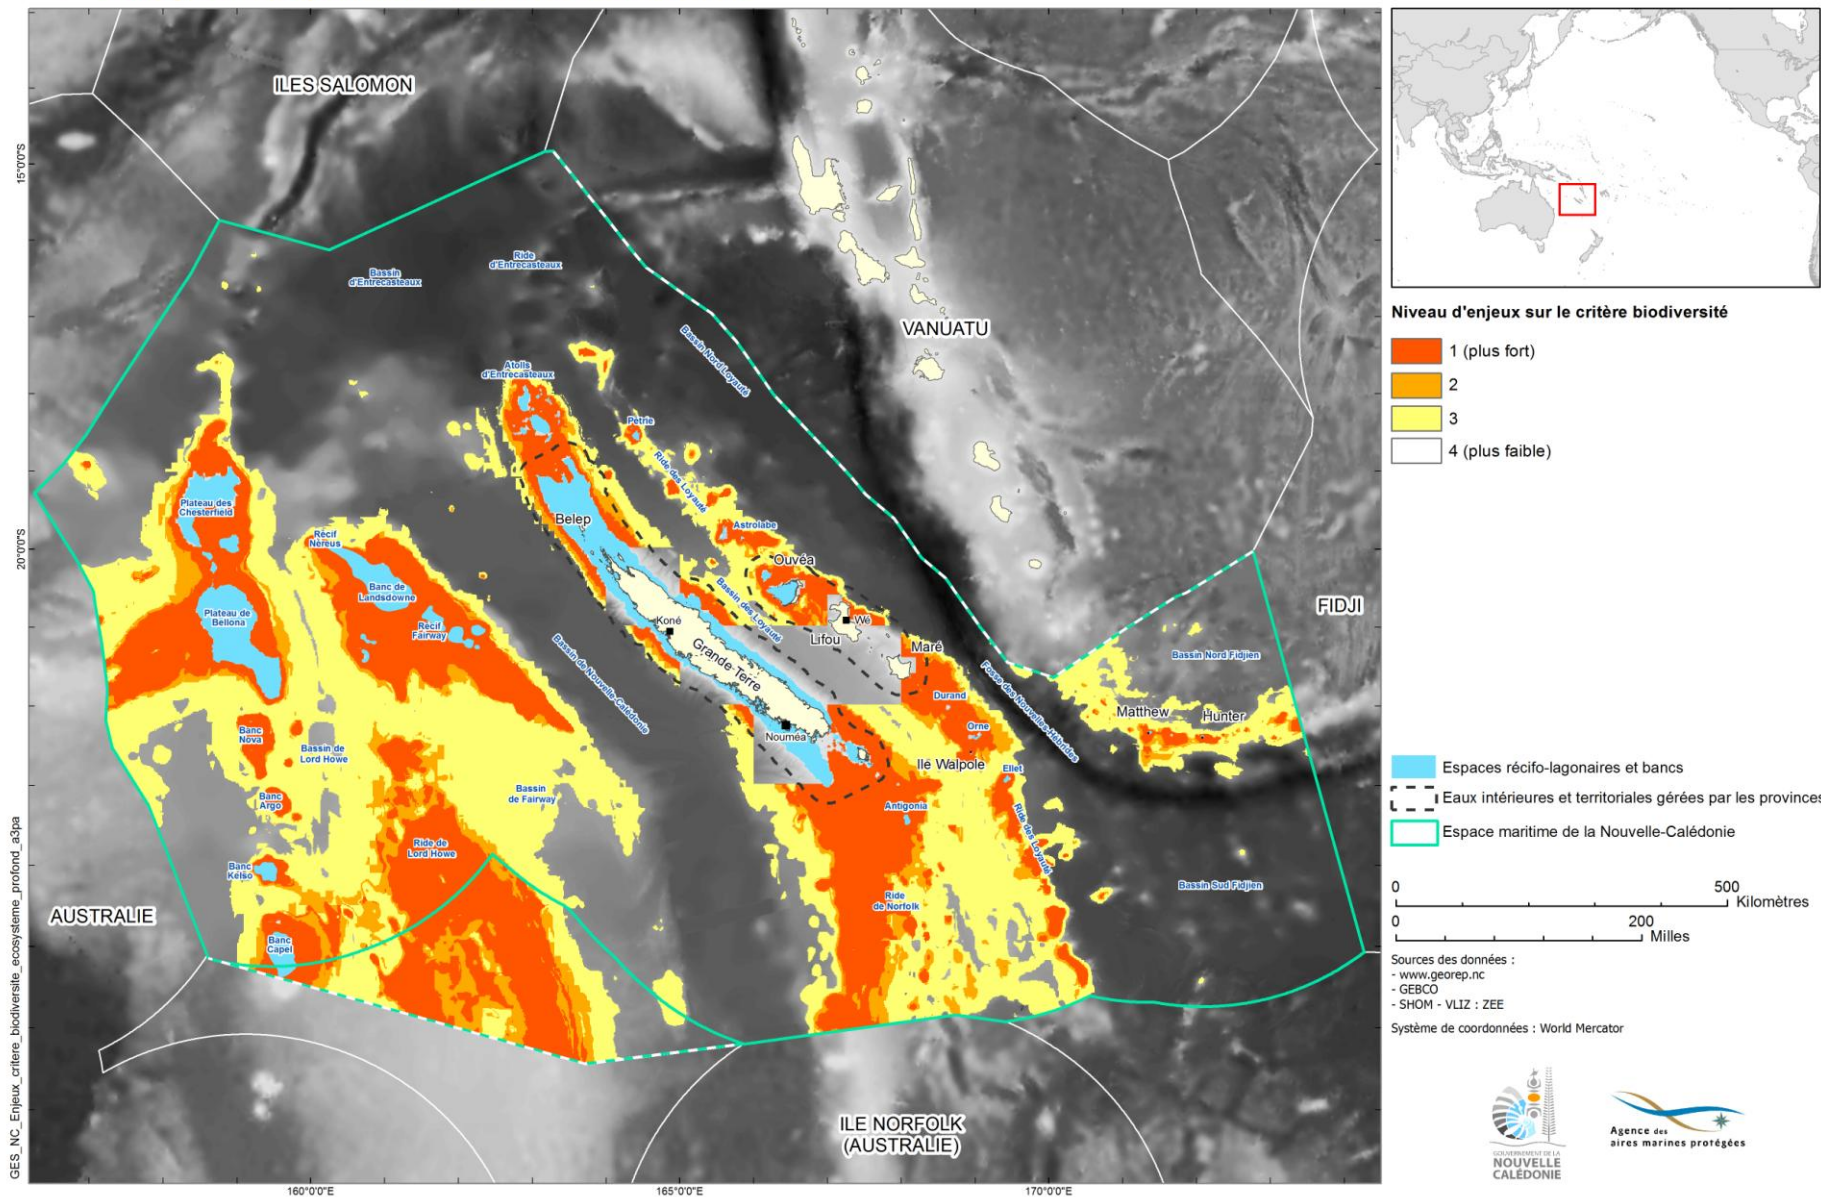 ILES SALOMON
VANUATU
FIDJI
AUSTRALIE
ILE NORFOLK
(AUSTRALIE)
Bassin
d'Entrecasteaux
Ride
d'Entrecasteaux
Bassin Nord Loyauté
Atolls
d'Entrecasteaux
Pétrie
Ride des Loyauté
Plateau des
Chesterfield
Belep
Astrolabe
Récif
Néréus
Ouvéa
Banc de
Landsdowne
Bassin des Loyauté
Plateau de
Bellona
Récif
Fairway
Koné
Wé
Lifou
Maré
Grande Terre
Bassin de Nouvelle-Calédonie
Fosse des Nouvelles-Hébrides
Bassin Nord Fidjien
Durand
Matthew
Hunter
Orne
Banc
Nova
Bassin de
Lord Howe
Nouméa
Ile Walpole
Ellet
Banc
Argo
Bassin
de Fairway
Antigonia
Ride des Loyauté
Ride de
Lord Howe
Banc
Kelso
Ride
de Norfolk
Bassin Sud Fidjien
Banc
Capel
15°0'0"S
20°0'0"S
160°0'0"E
165°0'0"E
170°0'0"E
GES_NC_Enjeux_critere_biodiversite_ecosysteme_profond_a3pa
Niveau d'enjeux sur le critère biodiversité
1 (plus fort)
2
3
4 (plus faible)
Espaces récifo-lagonaires et bancs
Eaux intérieures et territoriales gérées par les provinces
Espace maritime de la Nouvelle-Calédonie
0 500
Kilomètres
0 200
Milles
Sources des données :
- www.georep.nc
- GEBCO
- SHOM - VLIZ : ZEE
Système de coordonnées : World Mercator
GOUVERNEMENT DE LA
NOUVELLE
CALÉDONIE
Agence des
aires marines protégées